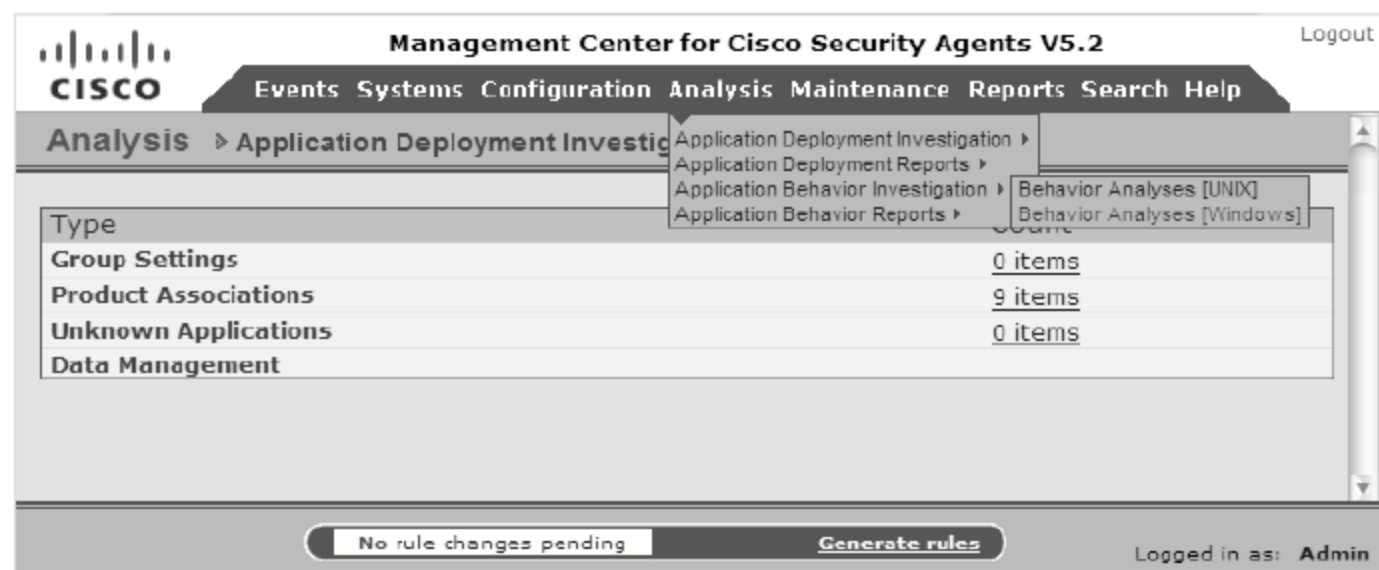 Management Center for Cisco Security Agents V5.2
Logout
CISCO
Events Systems Configuration Analysis Maintenance Reports Search Help
Analysis > Application Deployment Investig
Application Deployment Investigation
Application Deployment Reports
Application Behavior Investigation
Application Behavior Reports
Behavior Analyses [UNIX]
Behavior Analyses [Windows]
Type
Group Settings 0 items
Product Associations 9 items
Unknown Applications 0 items
Data Management
No rule changes pending
Generate rules
Logged in as: Admin